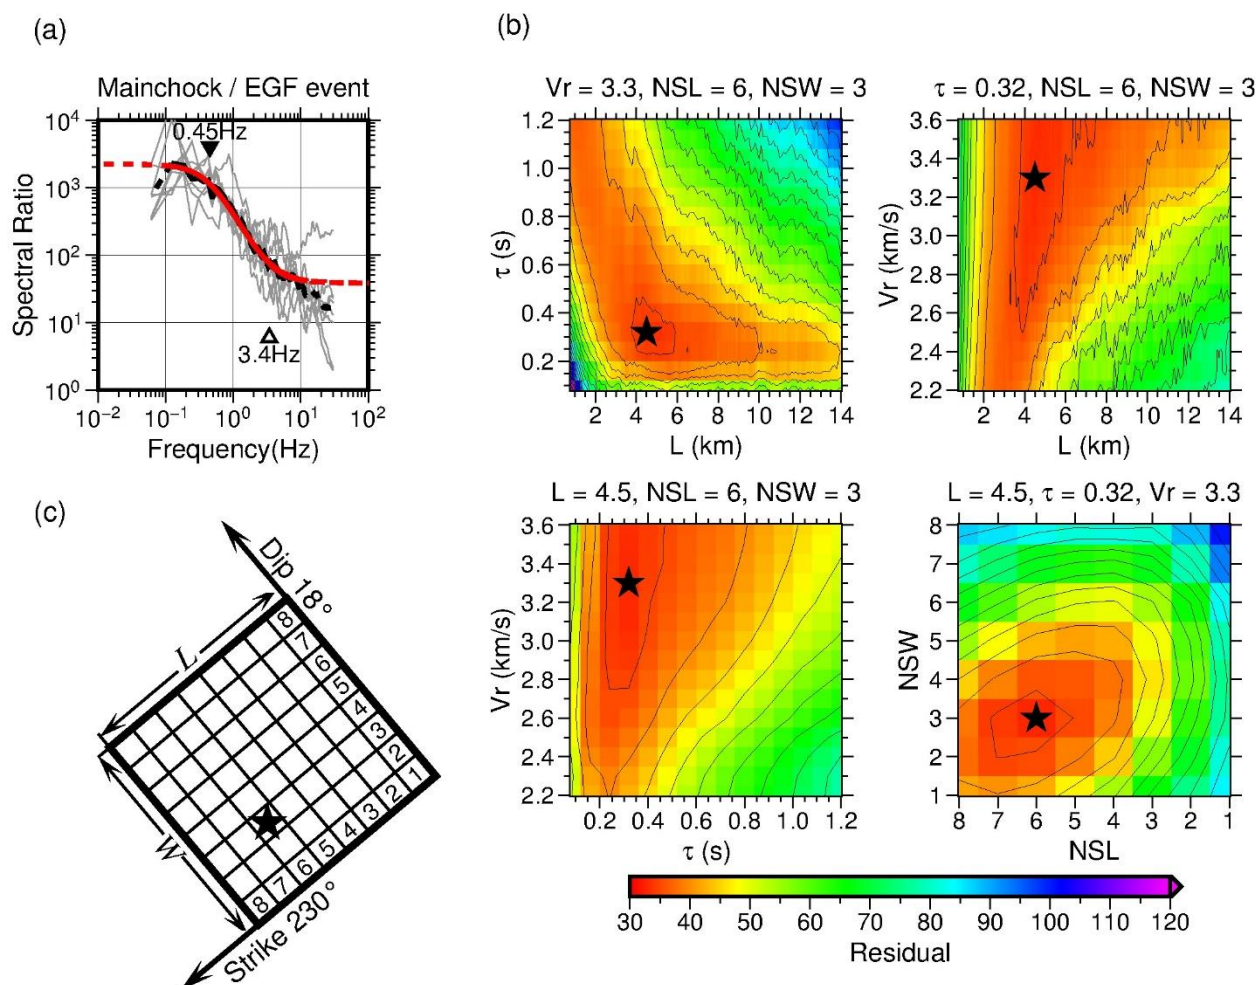 (a)
Mainchock / EGF event
10⁴
10³
10²
10¹
10⁰
0.45Hz
3.4Hz
10⁻² 10⁻¹ 10⁰ 10¹ 10²
Spectral Ratio
Frequency(Hz)
(b)
Vr = 3.3, NSL = 6, NSW = 3
1.2
1.0
0.8
0.6
0.4
0.2
τ (s)
2 4 6 8 10 12 14
L (km)
τ = 0.32, NSL = 6, NSW = 3
3.6
3.4
3.2
3.0
2.8
2.6
2.4
2.2
Vr (km/s)
2 4 6 8 10 12 14
L (km)
L = 4.5, NSL = 6, NSW = 3
3.6
3.4
3.2
3.0
2.8
2.6
2.4
2.2
Vr (km/s)
0.2 0.4 0.6 0.8 1.0 1.2
τ (s)
L = 4.5, τ = 0.32, Vr = 3.3
8
7
6
5
4
3
2
1
NSW
8 7 6 5 4 3 2 1
NSL
30 40 50 60 70 80 90 100 110 120
Residual
(c)
Dip 18°
L
W
8
7
6
5
4
3
2
1
8 7 6 5 4 3 2
Strike 230°